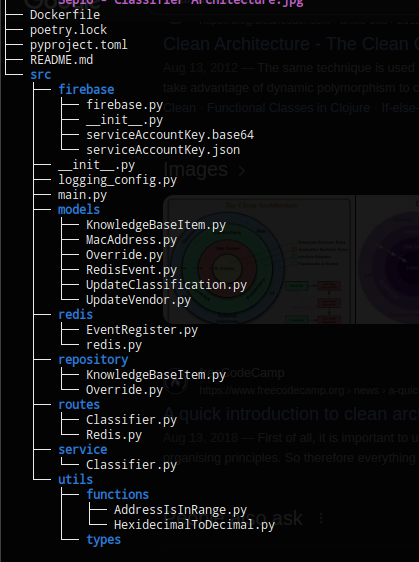 Sepio - Classifier Architecture.jpg
Dockerfile
poetry.lock
pyproject.toml
README.md
src
firebase
firebase.py
__init__.py
serviceAccountKey.base64
serviceAccountKey.json
__init__.py
logging_config.py
main.py
models
KnowledgeBaseItem.py
MacAddress.py
Override.py
RedisEvent.py
UpdateClassification.py
UpdateVendor.py
redis
EventRegister.py
redis.py
repository
KnowledgeBaseItem.py
Override.py
routes
Classifier.py
Redis.py
service
Classifier.py
utils
functions
AddressIsInRange.py
HexidecimalToDecimal.py
types
Clean Architecture - The Clean
Aug 13, 2012 — The same technique is used
take advantage of dynamic polymorphism to c
Clean · Functional Classes in Clojure · If-else-
Images
CodeCamp
https://www.freecodecamp.org › news › a-quic
A quick introduction to clean arc
Aug 13, 2018 — First of all, it is important to u
organising principles. So therefore everything
so ask